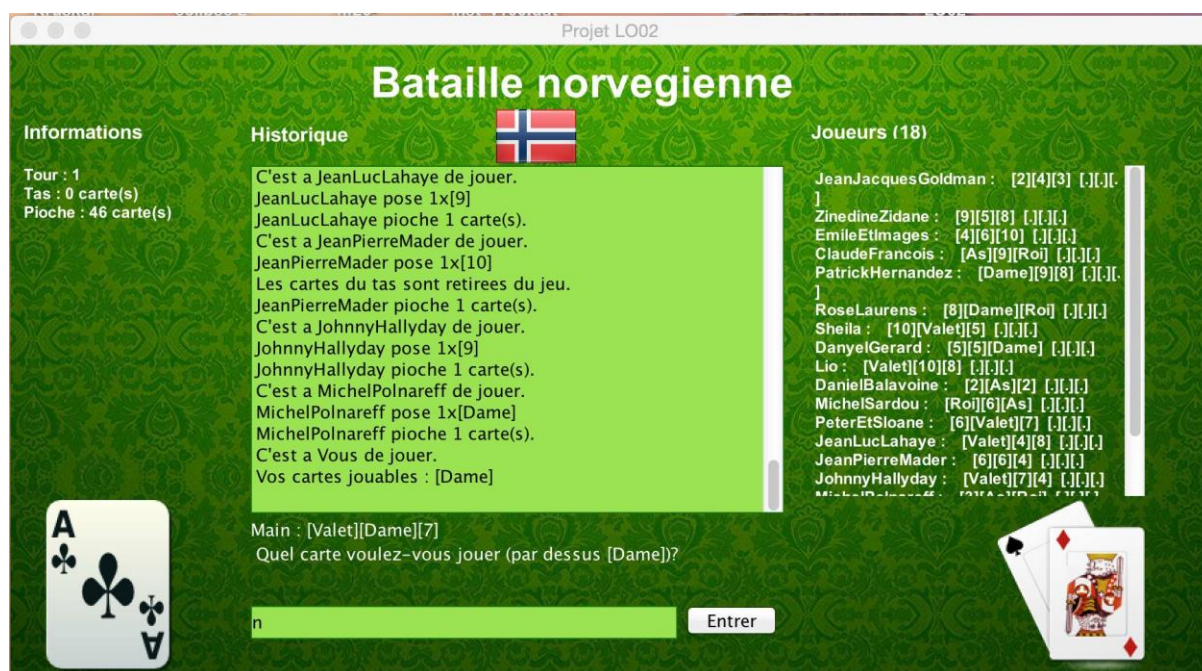 Projet LO02
Bataille norvegienne
Informations
Tour : 1
Tas : 0 carte(s)
Pioche : 46 carte(s)
Historique
C'est a JeanLucLahaye de jouer.
JeanLucLahaye pose 1x[9]
JeanLucLahaye pioche 1 carte(s).
C'est a JeanPierreMader de jouer.
JeanPierreMader pose 1x[10]
Les cartes du tas sont retirees du jeu.
JeanPierreMader pioche 1 carte(s).
C'est a JohnnyHallyday de jouer.
JohnnyHallyday pose 1x[9]
JohnnyHallyday pioche 1 carte(s).
C'est a MichelPolnareff de jouer.
MichelPolnareff pose 1x[Dame]
MichelPolnareff pioche 1 carte(s).
C'est a Vous de jouer.
Vos cartes jouables : [Dame]
Main : [Valet][Dame][7]
Quel carte voulez-vous jouer (par dessus [Dame])?
n
Entrer
Joueurs (18)
JeanJacquesGoldman : [2][4][3] [.][.][.
]
ZinedineZidane : [9][5][8] [.][.][.]
EmileEtImages : [4][6][10] [.][.][.]
ClaudeFrancois : [As][9][Roi] [.][.][.]
PatrickHernandez : [Dame][9][8] [.][.][.
]
RoseLaurens : [8][Dame][Roi] [.][.][.]
Sheila : [10][Valet][5] [.][.][.]
DanyelGerard : [5][5][Dame] [.][.][.]
Lio : [Valet][10][8] [.][.][.]
DanielBalavoine : [2][As][2] [.][.][.]
MichelSardou : [Roi][6][As] [.][.][.]
PeterEtSloane : [6][Valet][7] [.][.][.]
JeanLucLahaye : [Valet][4][8] [.][.][.]
JeanPierreMader : [6][6][4] [.][.][.]
JohnnyHallyday : [Valet][7][4] [.][.][.]
A
A